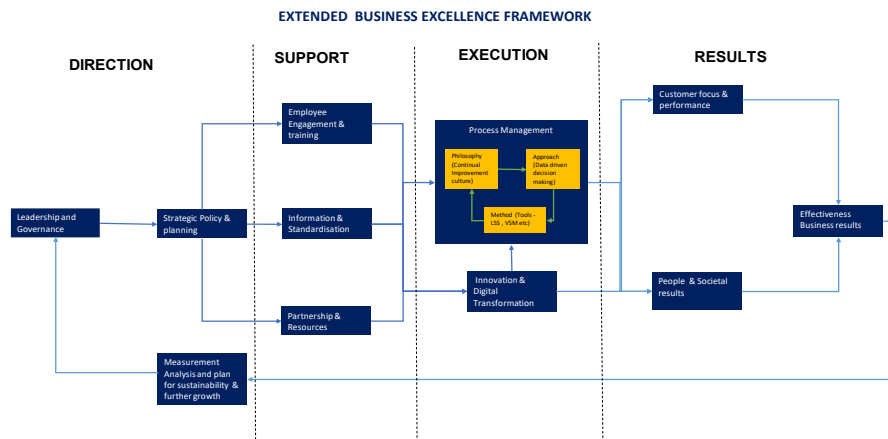 EXTENDED BUSINESS EXCELLENCE FRAMEWORK
DIRECTION
SUPPORT
EXECUTION
RESULTS
Leadership and
Governance
Strategic Policy &
planning
Measurement
Analysis and plan
for sustainability &
further growth
Employee
Engagement &
training
Information &
Standardisation
Partnership &
Resources
Process Management
Philosophy
(Continual
improvement
culture)
Approach
(Data driven
decision
making)
Method (Tools -
LSS , VSM etc)
Innovation &
Digital
Transformation
Customer focus &
performance
People & Societal
results
Effectiveness
Business results